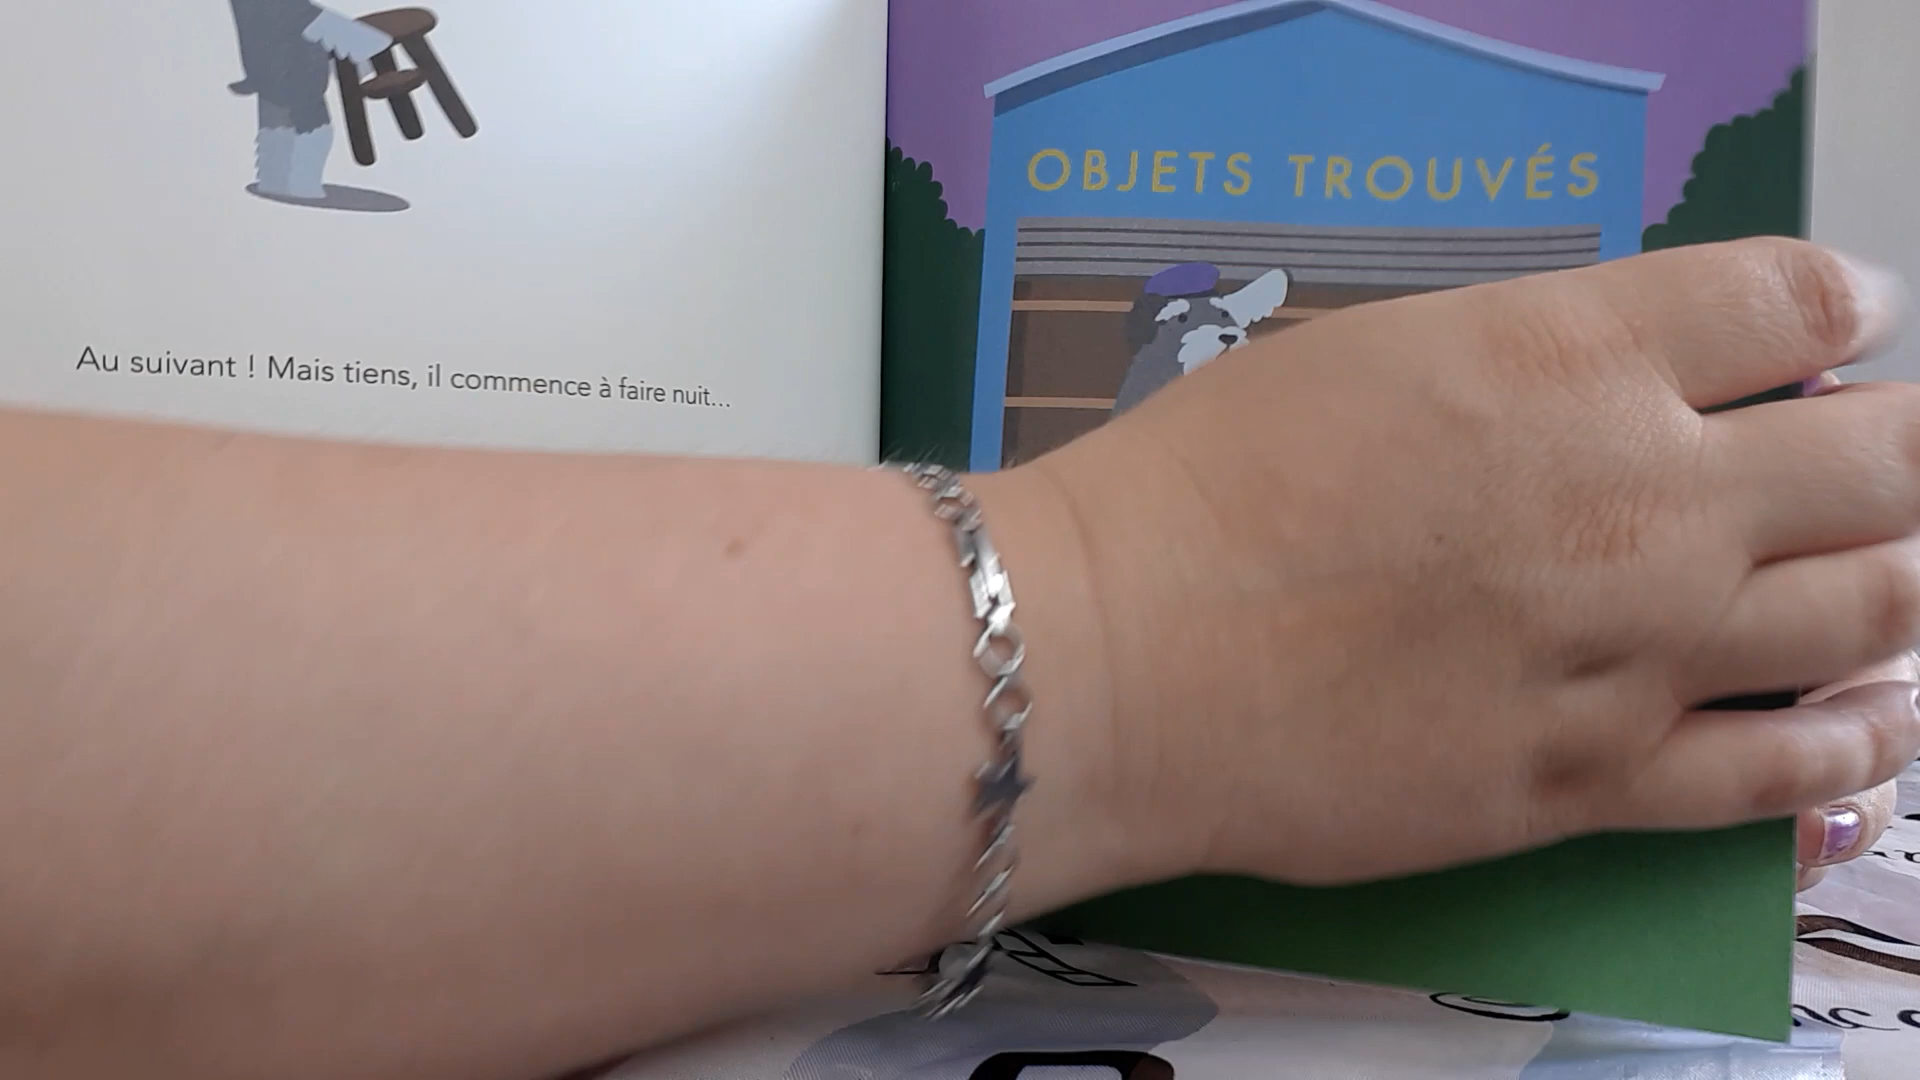 Au suivant ! Mais tiens, il commence à faire nuit...
OBJETS TROUVÉS